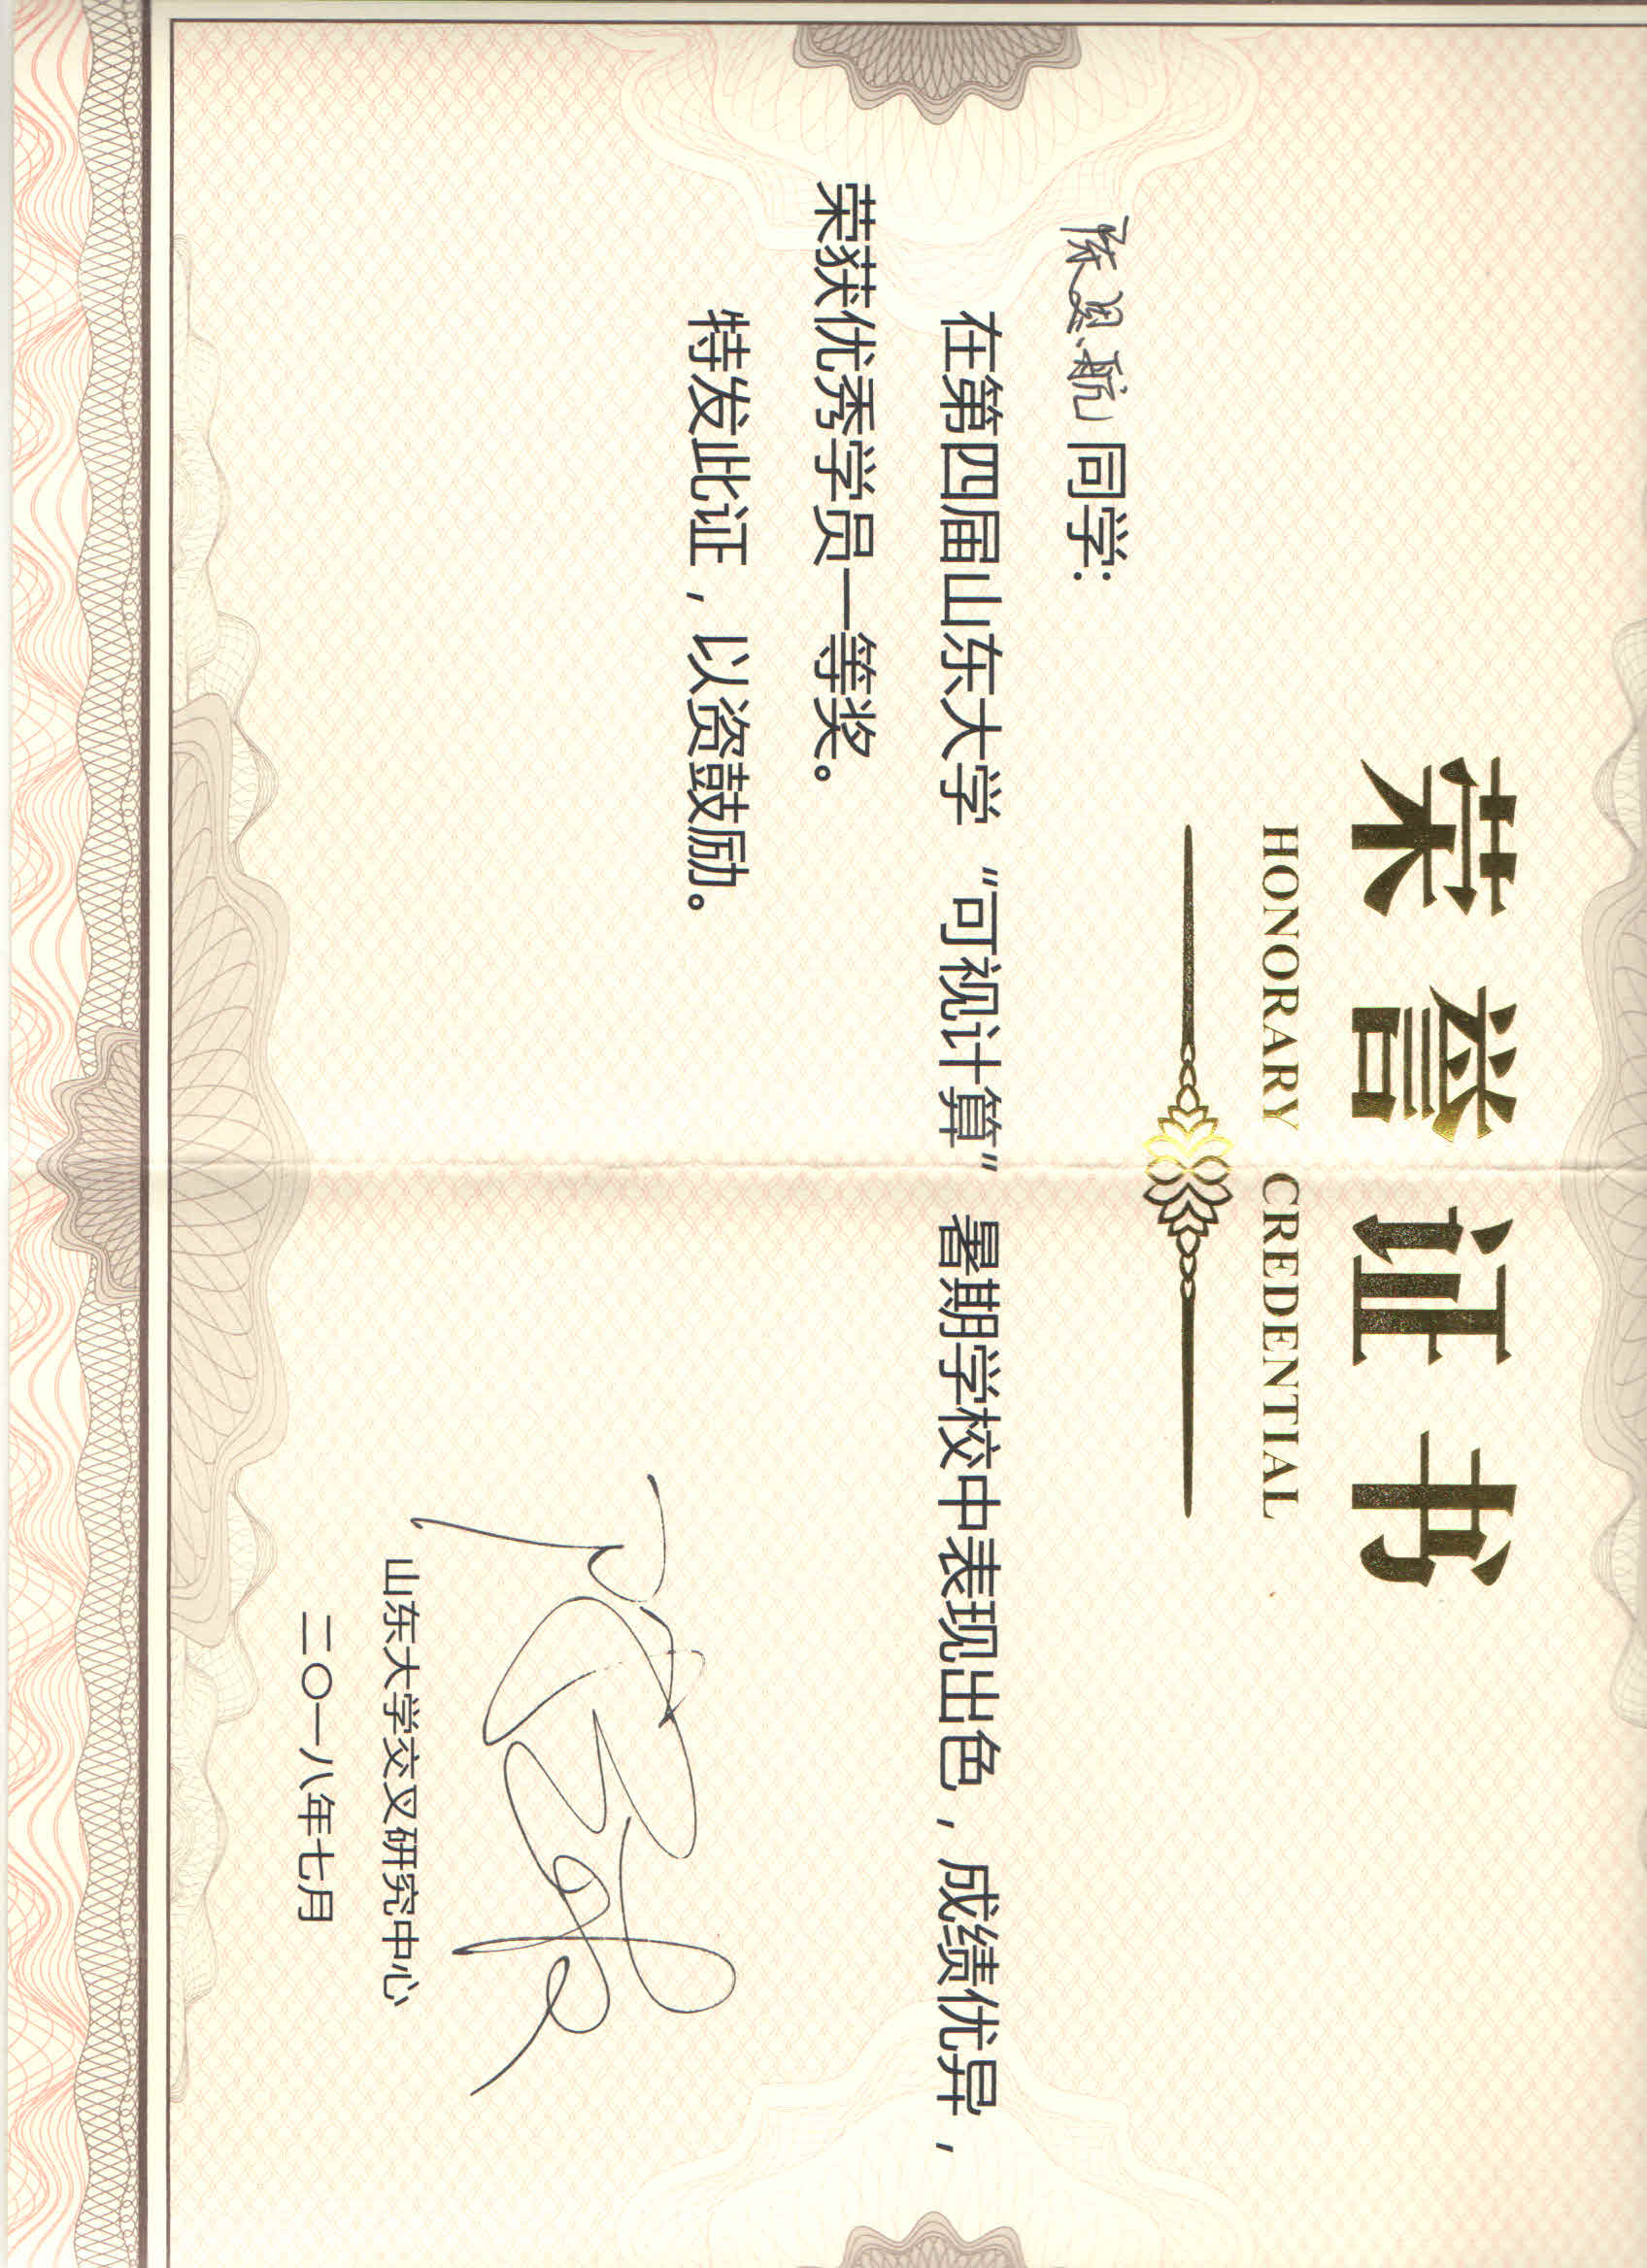 荣誉证书
HONORARY CREDENTIAL
陈恩航同学:
在第四届山东大学“可视计算”暑期学校中表现出色，成绩优异，
荣获优秀学员一等奖。
特发此证，以资鼓励。
山东大学交叉研究中心
二〇一八年七月